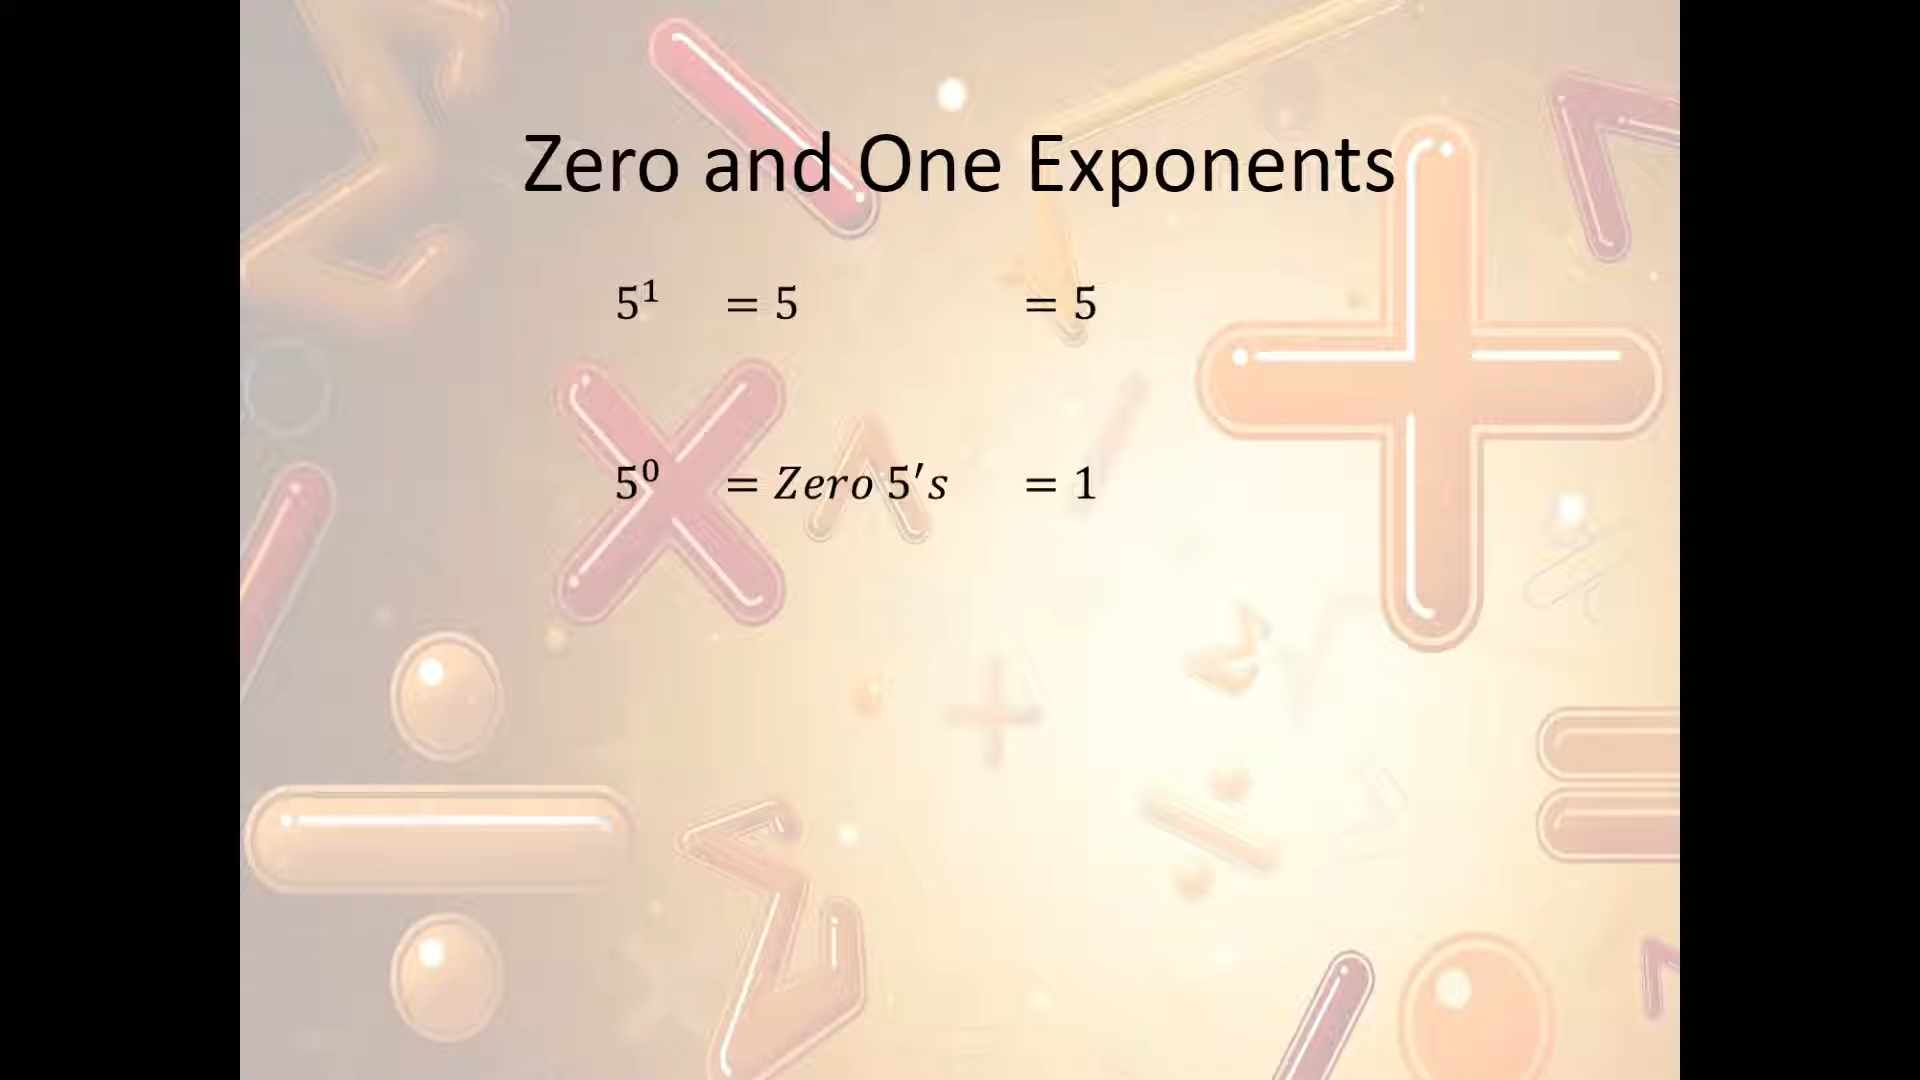 Zero and One Exponents
5¹ = 5 = 5
5⁰ = Zero 5′s = 1